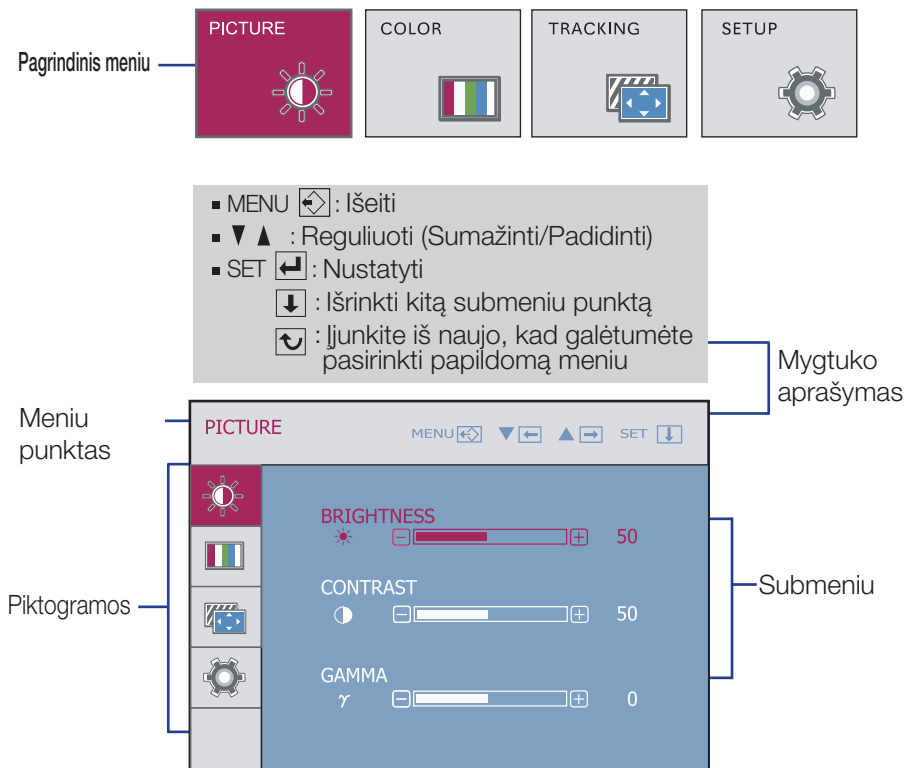 PICTURE
COLOR
TRACKING
SETUP
Pagrindinis meniu
MENU : Išeiti
▼ ▲ : Reguliuoti (Sumažinti/Padidinti)
SET : Nustatyti
: Išrinkti kitą submeniu punktą
: Įjunkite iš naujo, kad galėtumėte
pasirinkti papildomą meniu
Mygtuko
aprašymas
Meniu
punktas
PICTURE
MENU ▼ ▲ SET
BRIGHTNESS
50
CONTRAST
50
GAMMA
γ 0
Submeniu
Piktogramos